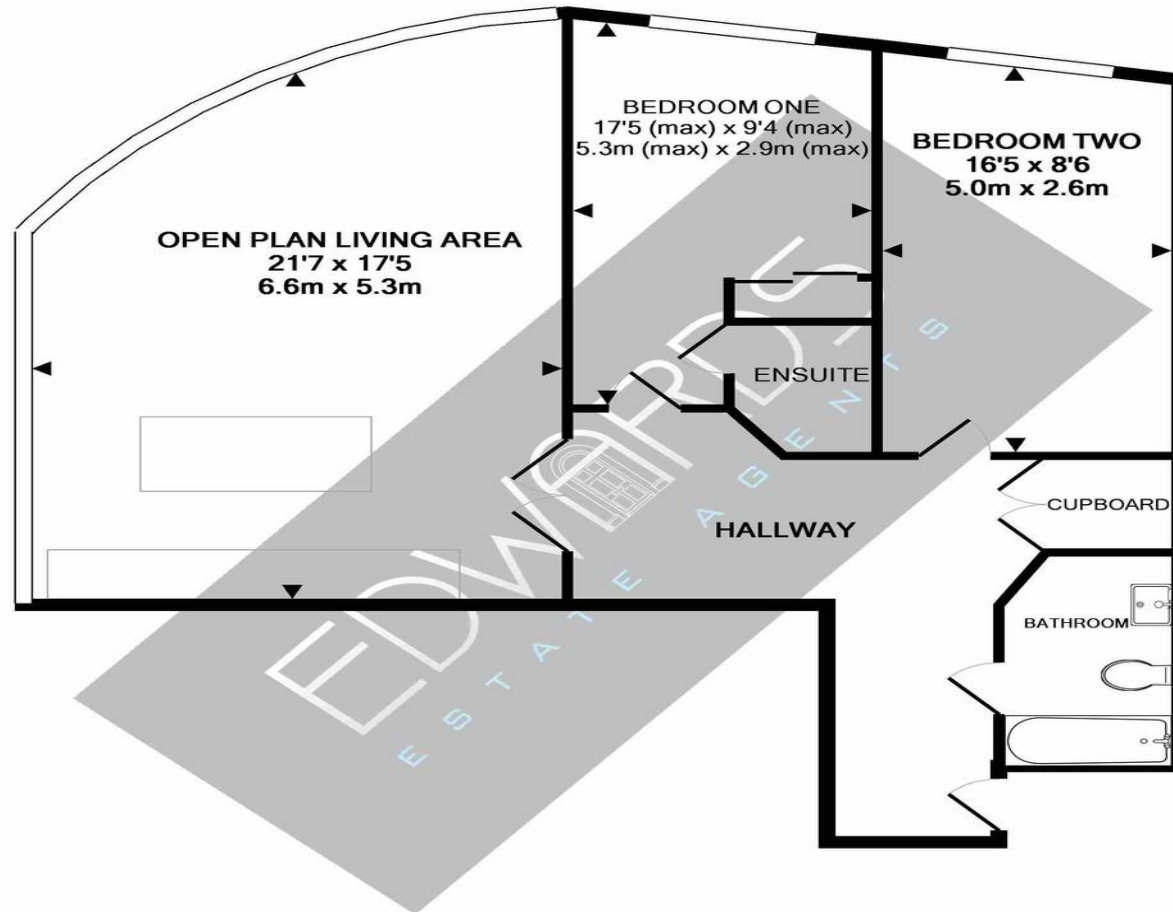 BEDROOM ONE
17'5 (max) x 9'4 (max)
5.3m (max) x 2.9m (max)
BEDROOM TWO
16'5 x 8'6
5.0m x 2.6m
OPEN PLAN LIVING AREA
21'7 x 17'5
6.6m x 5.3m
ENSUITE
HALLWAY
CUPBOARD
BATHROOM
EDWARDS
ESTATE AGENTS